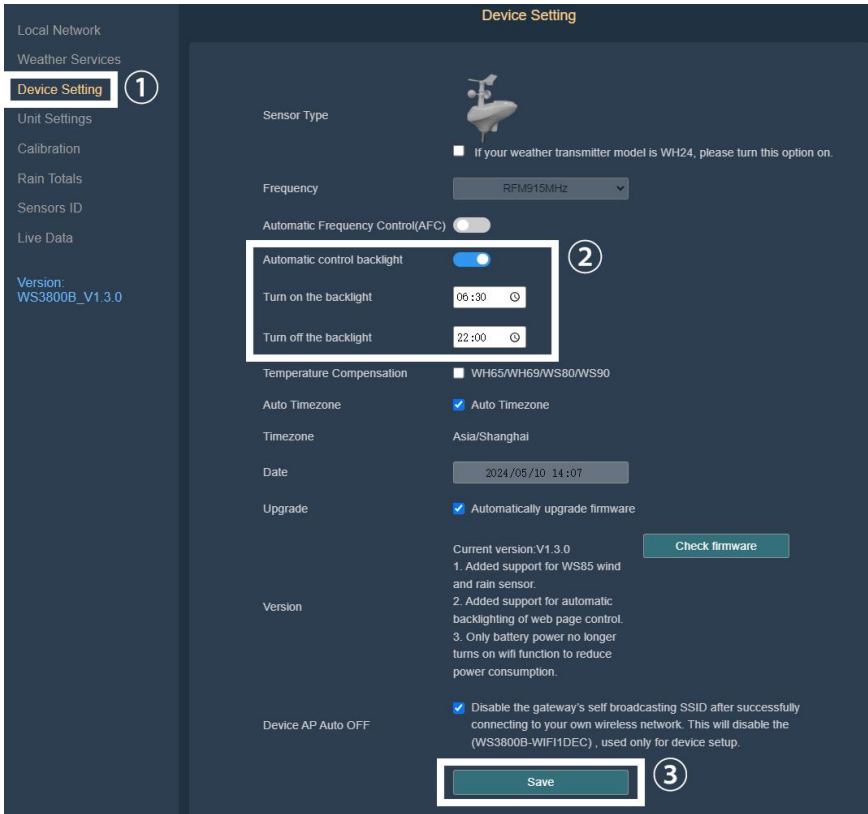 Device Setting
Local Network
Weather Services
Device Setting
①
Unit Settings
Calibration
Rain Totals
Sensors ID
Live Data
Version:
WS3800B_V1.3.0
Sensor Type
If your weather transmitter model is WH24, please turn this option on.
Frequency
RFM915MHz
Automatic Frequency Control(AFC)
Automatic control backlight
②
Turn on the backlight
06:30
Turn off the backlight
22:00
Temperature Compensation
WH65/WH69/WS80/WS90
Auto Timezone
Auto Timezone
Timezone
Asia/Shanghai
Date
2024/05/10 14:07
Upgrade
Automatically upgrade firmware
Version
Current version:V1.3.0
Check firmware
1. Added support for WS85 wind
and rain sensor.
2. Added support for automatic
backlighting of web page control.
3. Only battery power no longer
turns on wifi function to reduce
power consumption.
Device AP Auto OFF
Disable the gateway's self broadcasting SSID after successfully
connecting to your own wireless network. This will disable the
(WS3800B-WIFI1DEC) , used only for device setup.
Save
③